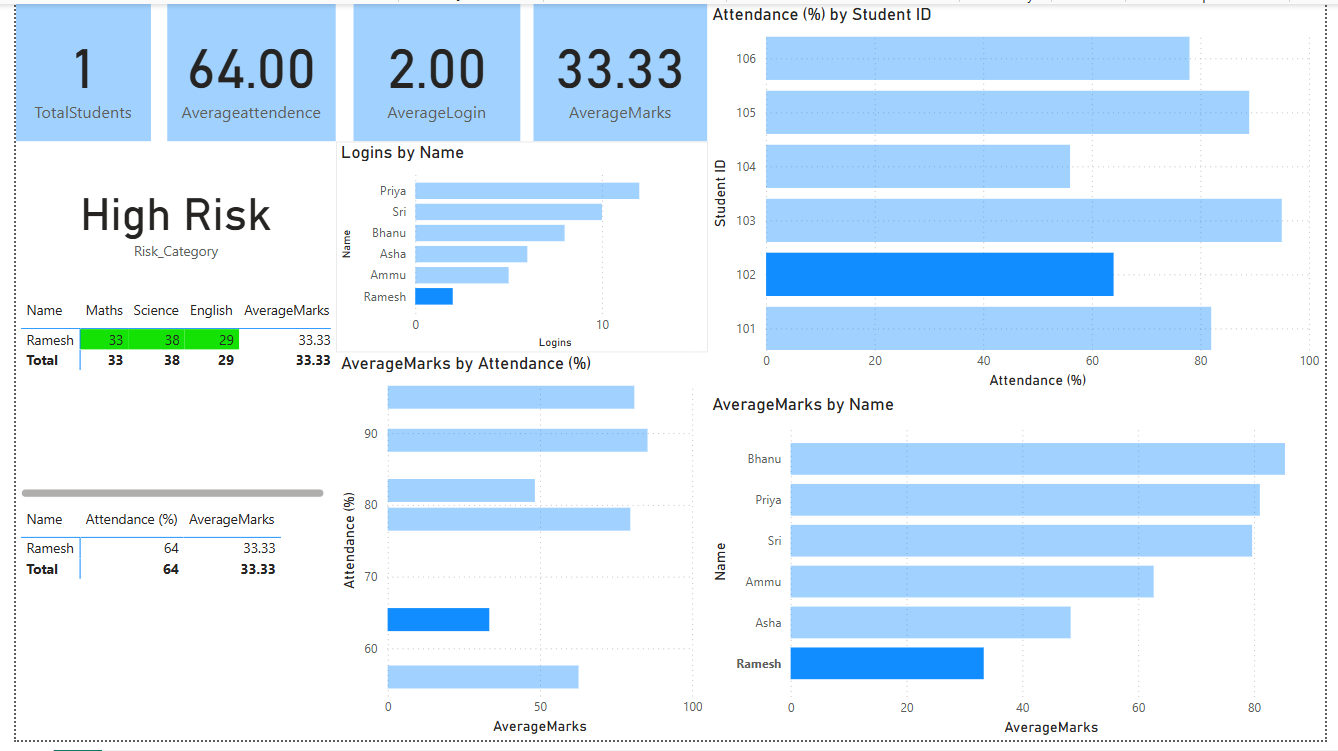 1
TotalStudents
64.00
Averageattendence
2.00
AverageLogin
33.33
AverageMarks
High Risk
Risk_Category
Name Maths Science English AverageMarks
Ramesh 33 38 29 33.33
Total 33 38 29 33.33
Name Attendance (%) AverageMarks
Ramesh 64 33.33
Total 64 33.33
Logins by Name
Name
Priya
Sri
Bhanu
Asha
Ammu
Ramesh
0 10
Logins
AverageMarks by Attendance (%)
Attendance (%)
90
80
70
60
0 50 100
AverageMarks
Attendance (%) by Student ID
Student ID
106
105
104
103
102
101
0 20 40 60 80 100
Attendance (%)
AverageMarks by Name
Name
Bhanu
Priya
Sri
Ammu
Asha
Ramesh
0 20 40 60 80
AverageMarks